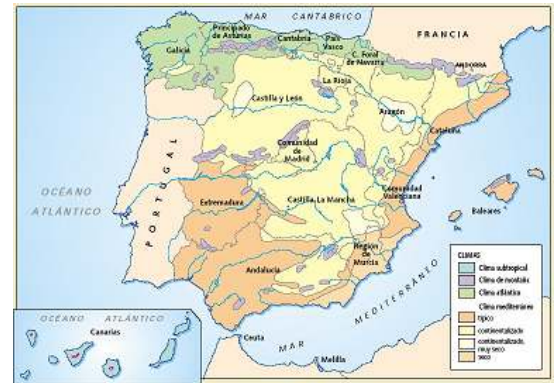 MAR CANTÁBRICO
FRANCIA
Principado
de Asturias
Cantabria
País
Vasco
Galicia
C. Foral
de Navarra
ANDORRA
La Rioja
Castilla y León
Aragón
Cataluña
Comunidad
de
Madrid
PORTUGAL
OCÉANO
ATLÁNTICO
Extremadura
Castilla La Mancha
Comunidad
Valenciana
Baleares
Región
de
Murcia
Andalucía
MAR MEDITERRÁNEO
Ceuta
Melilla
OCÉANO ATLÁNTICO
Canarias
CLIMAS
Clima subtropical
Clima de montaña
Clima atlántico
Clima mediterráneo
típico
continentalizado
continentalizado,
muy seco
seco